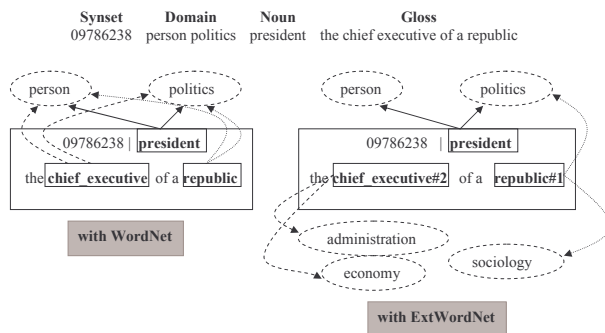 Synset Domain Noun Gloss
09786238 person politics president the chief executive of a republic
person politics
09786238 | president
the chief_executive of a republic
with WordNet
person politics
09786238 | president
the chief_executive#2 of a republic#1
administration
economy
sociology
with ExtWordNet